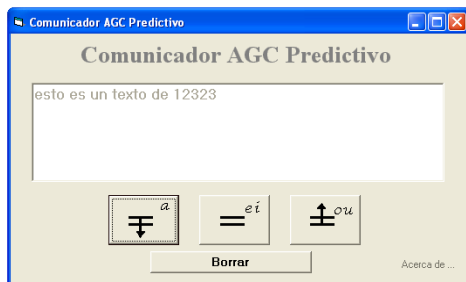 Comunicador AGC Predictivo
Comunicador AGC Predictivo
esto es un texto de 12323
a
ei
ou
Borrar
Acerca de ...